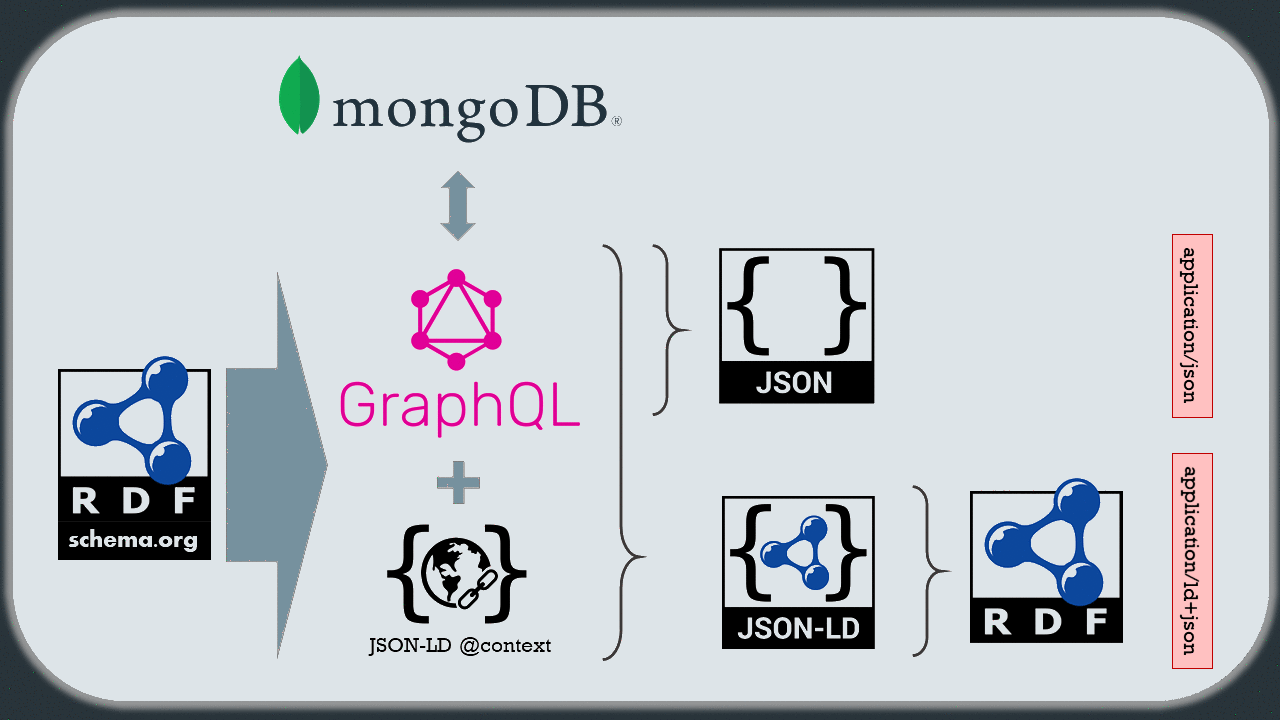 mongoDB®
GraphQL
{ }
JSON
application/json
R D F
schema.org
+
{ }
JSON-LD @context
{ }
JSON-LD
R D F
application/ld+json